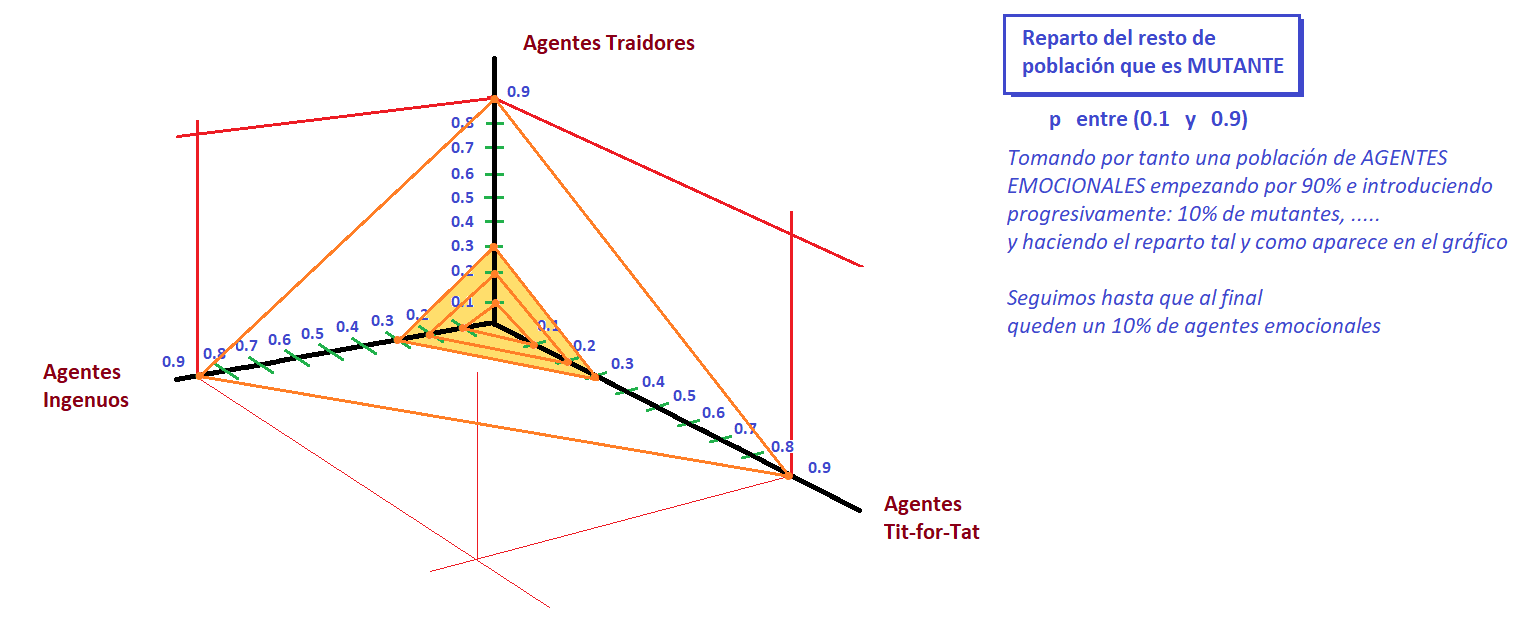 Agentes Traidores
0.9
0.8
0.7
0.6
0.5
0.4
0.3
0.2
0.1
0.9
0.8
0.7
0.6
0.5
0.4
0.3
0.2
Agentes
Ingenuos
0.1
0.2
0.3
0.4
0.5
0.6
0.7
0.8
0.9
Agentes
Tit-for-Tat
Reparto del resto de
población que es MUTANTE
p entre (0.1 y 0.9)
Tomando por tanto una población de AGENTES
EMOCIONALES empezando por 90% e introduciendo
progresivamente: 10% de mutantes, .....
y haciendo el reparto tal y como aparece en el gráfico
Seguimos hasta que al final
queden un 10% de agentes emocionales